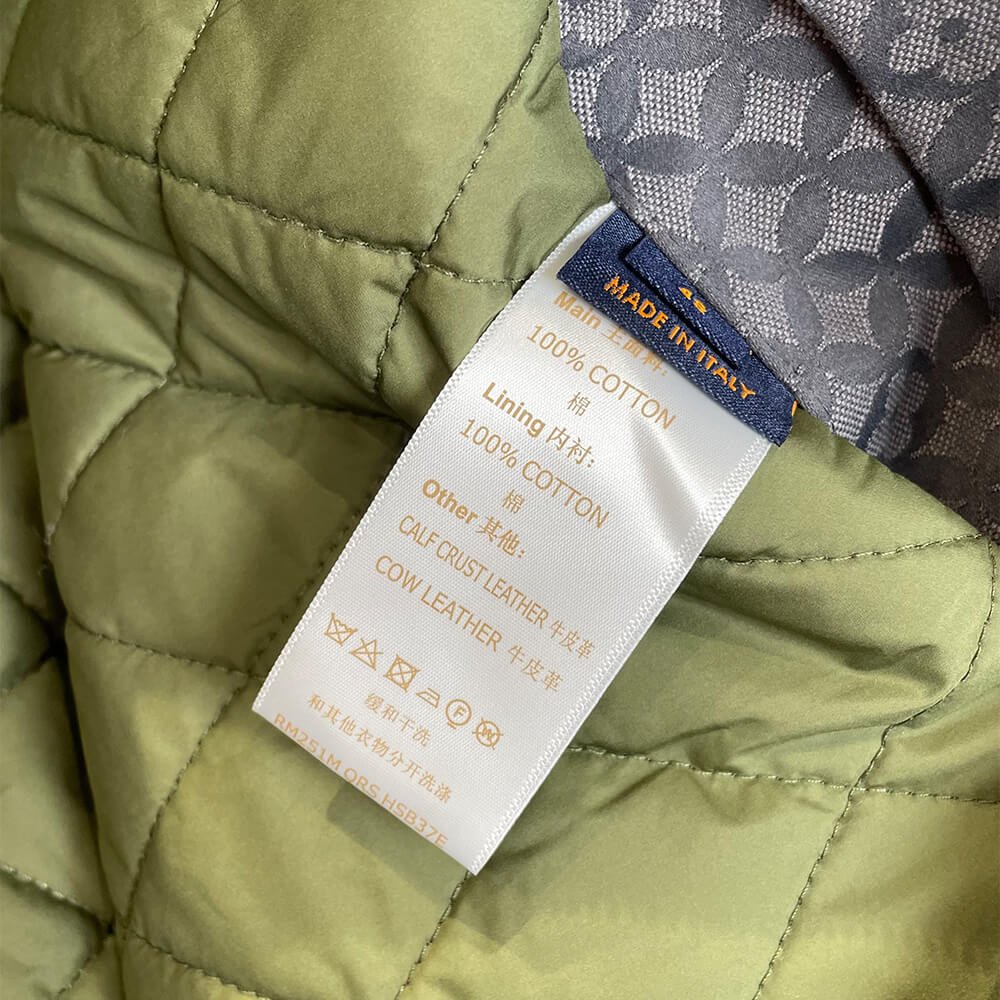 48
MADE IN ITALY
Main 主面料:
100% COTTON
棉
Lining 内衬:
100% COTTON
棉
Other 其他:
CALF CRUST LEATHER 牛皮革
COW LEATHER 牛皮革
缓和干洗
和其他衣物分开洗涤
RM251M QRS HSB37E